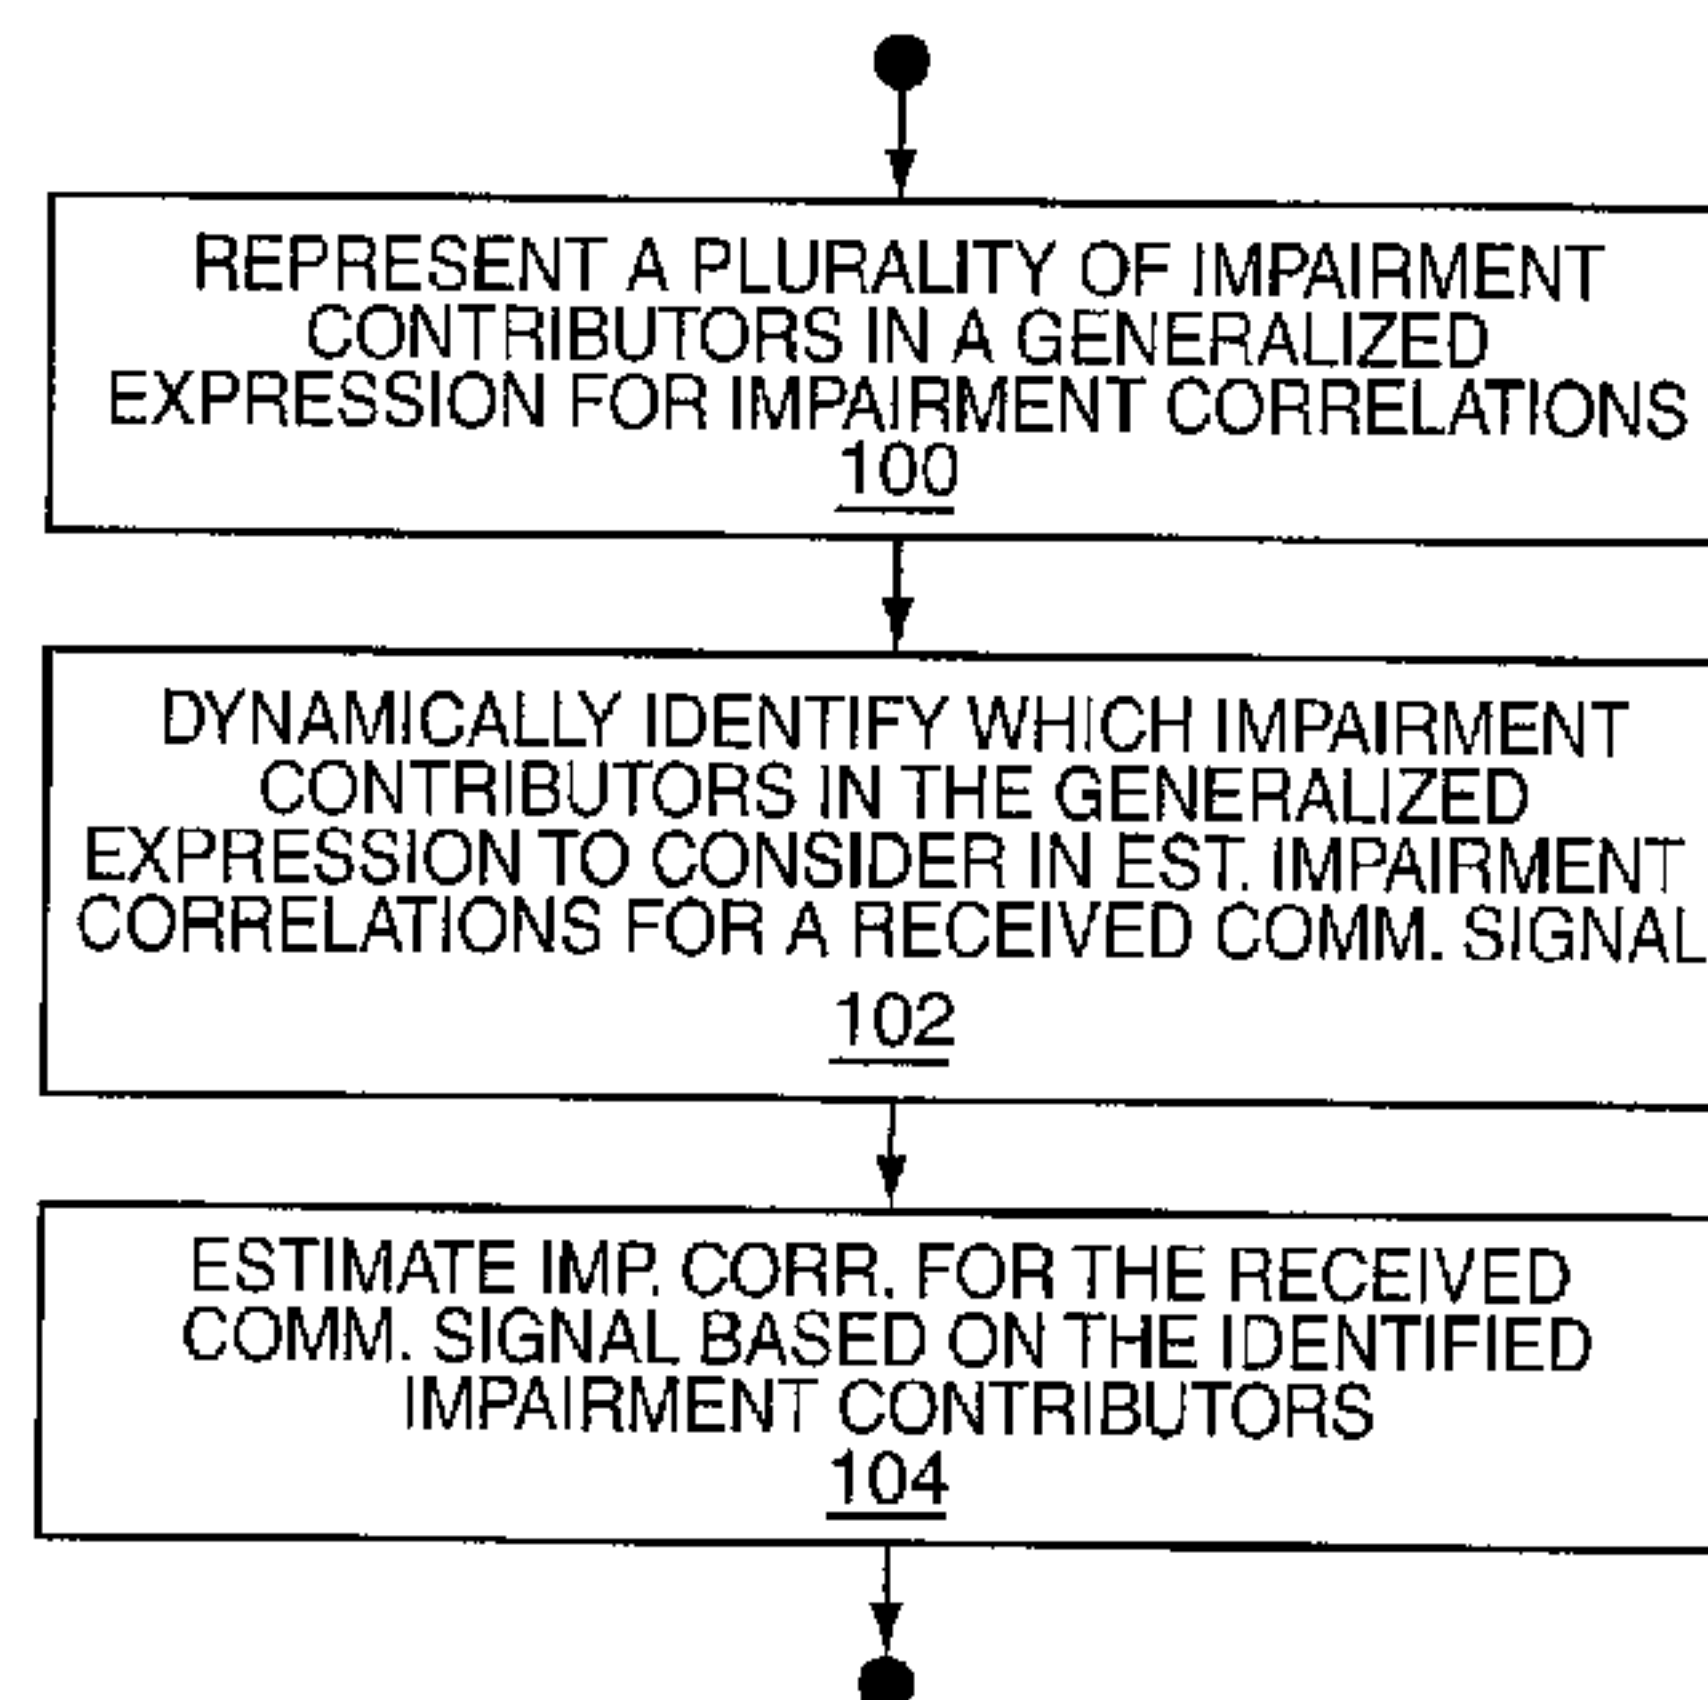 REPRESENT A PLURALITY OF IMPAIRMENT
CONTRIBUTORS IN A GENERALIZED
EXPRESSION FOR IMPAIRMENT CORRELATIONS
100
DYNAMICALLY IDENTIFY WHICH IMPAIRMENT
CONTRIBUTORS IN THE GENERALIZED
EXPRESSION TO CONSIDER IN EST. IMPAIRMENT
CORRELATIONS FOR A RECEIVED COMM. SIGNAL
102
ESTIMATE IMP. CORR. FOR THE RECEIVED
COMM. SIGNAL BASED ON THE IDENTIFIED
IMPAIRMENT CONTRIBUTORS
104